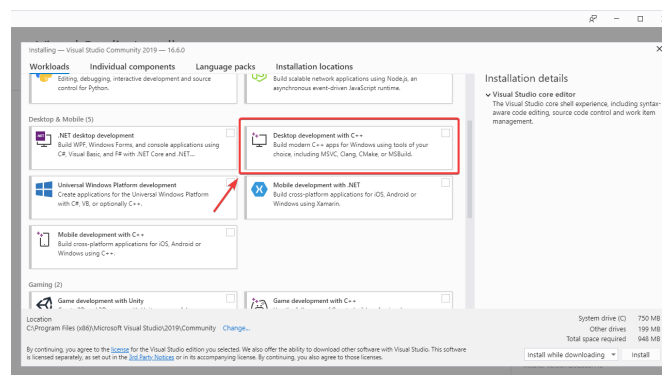 Installing — Visual Studio Community 2019 — 16.6.0
Workloads Individual components Language packs Installation locations
Editing, debugging, interactive development and source
control for Python.
Build scalable network applications using Node.js, an
asynchronous event-driven JavaScript runtime.
Desktop & Mobile (5)
.NET desktop development
Build WPF, Windows Forms, and console applications using
C#, Visual Basic, and F# with .NET Core and .NET...
Desktop development with C++
Build modern C++ apps for Windows using tools of your
choice, including MSVC, Clang, CMake, or MSBuild.
Universal Windows Platform development
Create applications for the Universal Windows Platform
with C#, VB, or optionally C++.
Mobile development with .NET
Build cross-platform applications for iOS, Android or
Windows using Xamarin.
Mobile development with C++
Build cross-platform applications for iOS, Android or
Windows using C++.
Gaming (2)
Game development with Unity
Game development with C++
Installation details
Visual Studio core editor
The Visual Studio core shell experience, including syntax-
aware code editing, source code control and work item
management.
Location
C:\Program Files (x86)\Microsoft Visual Studio\2019\Community Change...
By continuing, you agree to the license for the Visual Studio edition you selected. We also offer the ability to download other software with Visual Studio. This software
is licensed separately, as set out in the 3rd Party Notices or in its accompanying license. By continuing, you also agree to those licenses.
System drive (C) 750 MB
Other drives 199 MB
Total space required 948 MB
Install while downloading Install